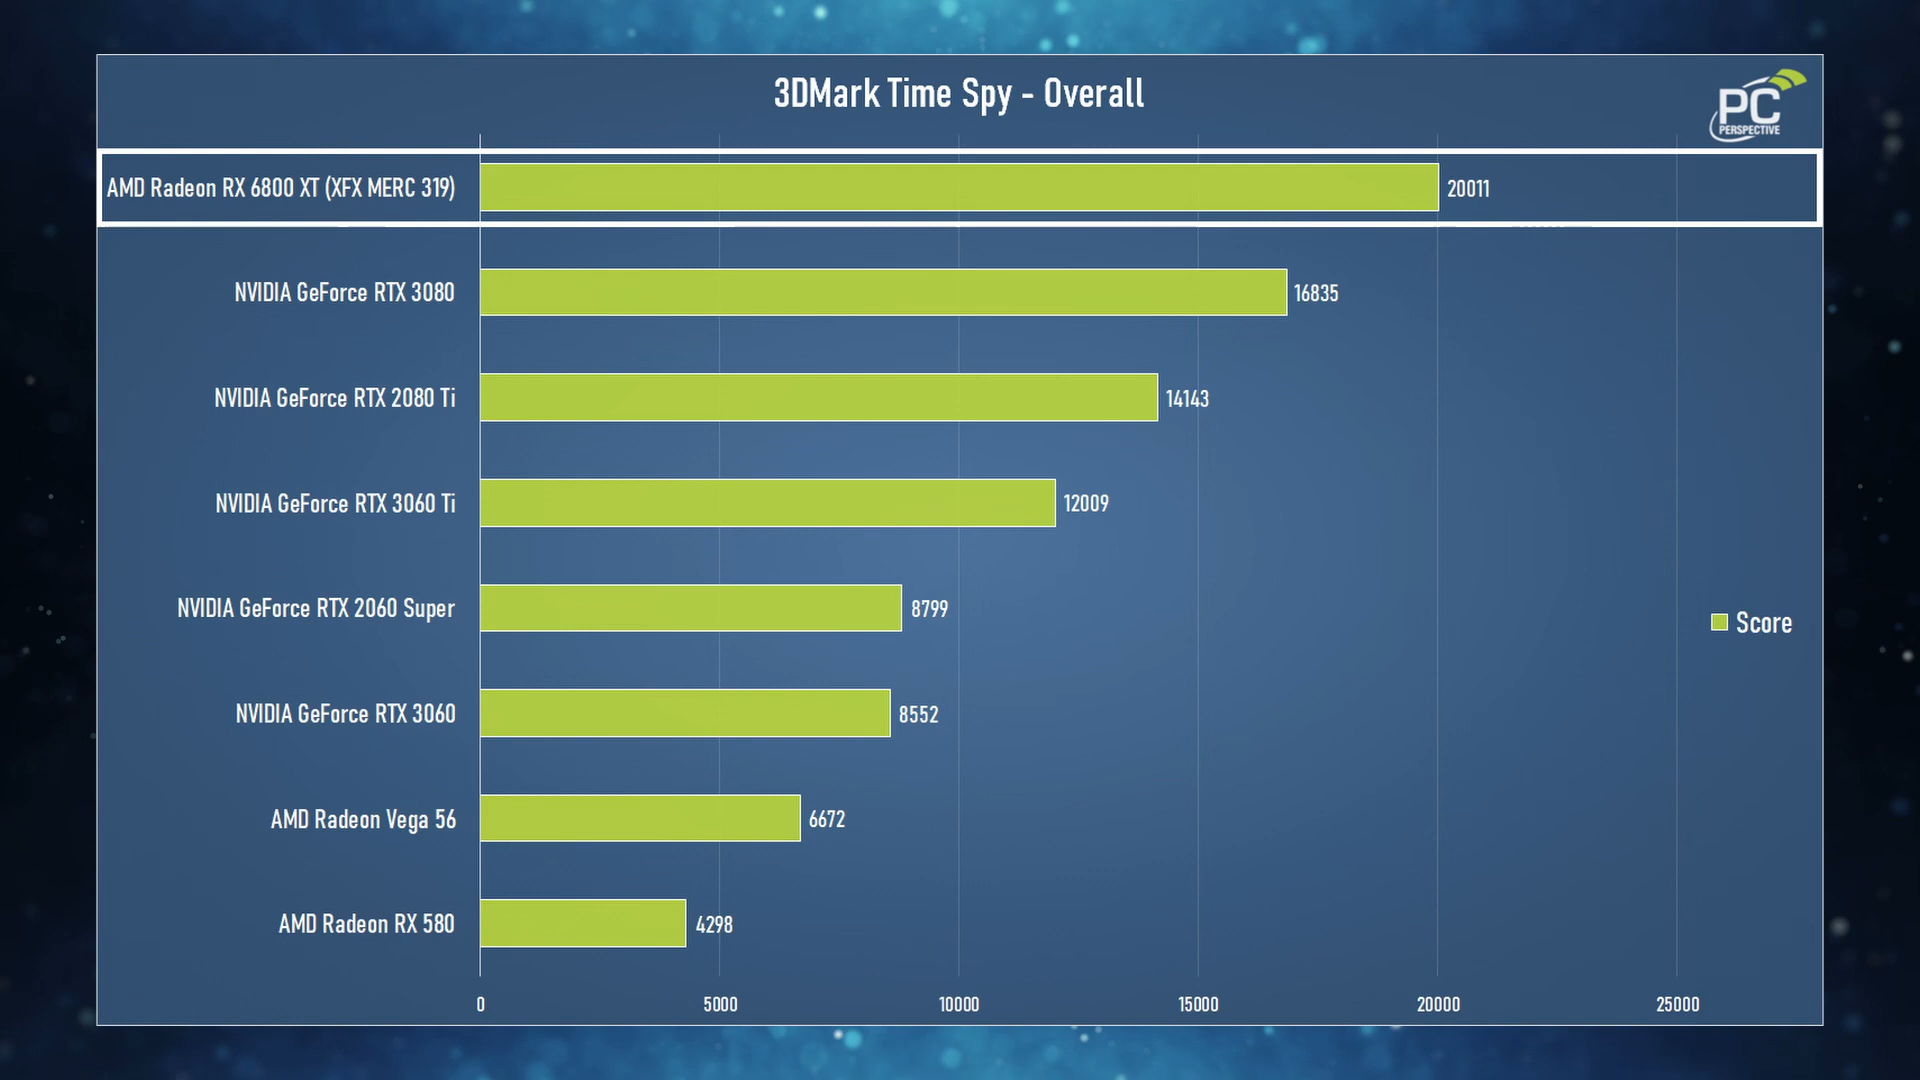 3DMark Time Spy - Overall
PC
PERSPECTIVE
AMD Radeon RX 6800 XT (XFX MERC 319)
20011
NVIDIA GeForce RTX 3080
16835
NVIDIA GeForce RTX 2080 Ti
14143
NVIDIA GeForce RTX 3060 Ti
12009
NVIDIA GeForce RTX 2060 Super
8799
Score
NVIDIA GeForce RTX 3060
8552
AMD Radeon Vega 56
6672
AMD Radeon RX 580
4298
0 5000 10000 15000 20000 25000